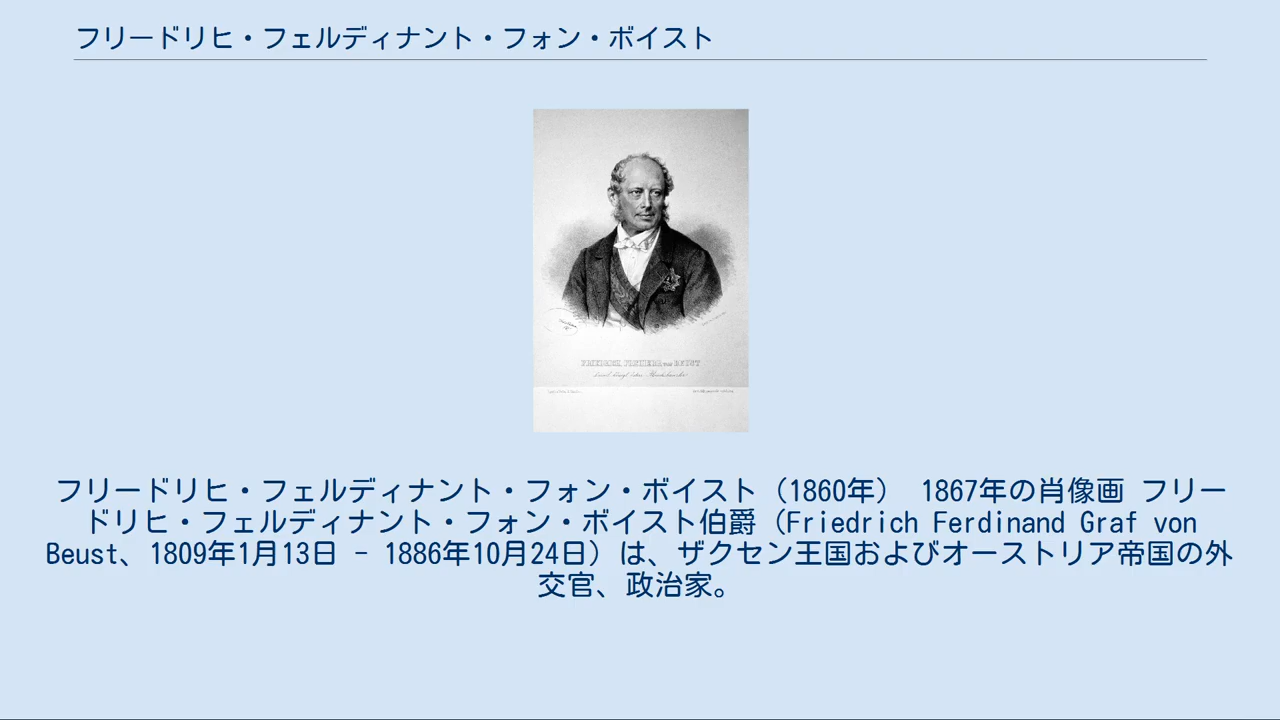 フリードリヒ・フェルディナント・フォン・ボイスト
FRIEDRICH FREIHERR von BEUST
フリードリヒ・フェルディナント・フォン・ボイスト（1860年） 1867年の肖像画 フリー
ドリヒ・フェルディナント・フォン・ボイスト伯爵（Friedrich Ferdinand Graf von
Beust、1809年1月13日 - 1886年10月24日）は、ザクセン王国およびオーストリア帝国の外
交官、政治家。